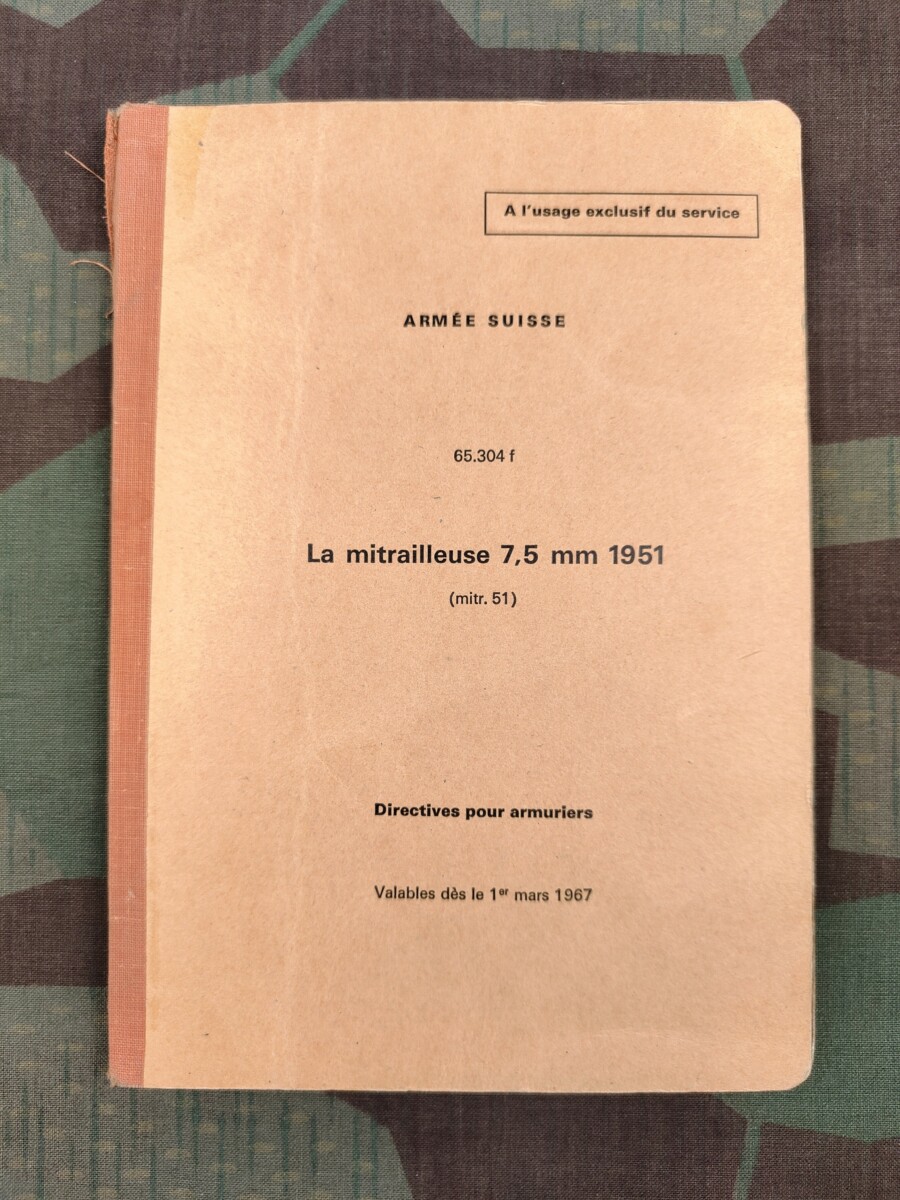 A l'usage exclusif du service
ARMÉE SUISSE
65.304 f
La mitrailleuse 7,5 mm 1951
(mitr. 51)
Directives pour armuriers
Valables dès le 1er mars 1967